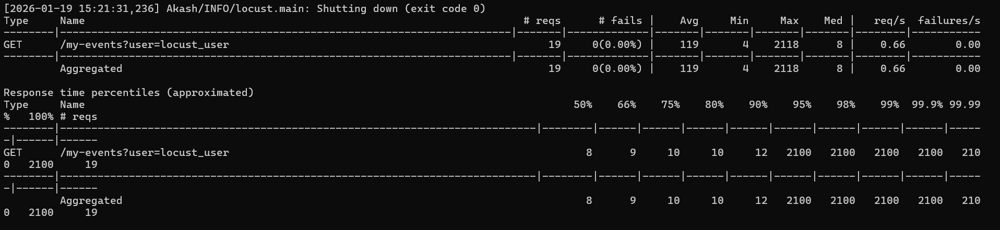 [2026-01-19 15:21:31,236] Akash/INFO/locust.main: Shutting down (exit code 0)
Type     Name                                                                      # reqs      # fails |    Avg     Min     Max    Med |   req/s  failures/s
--------|------------------------------------------------------------------------|-------|-------------|-------|-------|-------|-------|--------|-----------
GET      /my-events?user=locust_user                                                   19     0(0.00%) |    119       4    2118      8 |    0.66        0.00
--------|------------------------------------------------------------------------|-------|-------------|-------|-------|-------|-------|--------|-----------
         Aggregated                                                                    19     0(0.00%) |    119       4    2118      8 |    0.66        0.00

Response time percentiles (approximated)
Type     Name                                                                              50%    66%    75%    80%    90%    95%    98%    99%  99.9% 99.99
%   100% # reqs
--------|----------------------------------------------------------------------------|--------|------|------|------|------|------|------|------|------|-----
-|------|------
GET      /my-events?user=locust_user                                                         8      9     10     10     12   2100   2100   2100   2100   210
0   2100     19
--------|----------------------------------------------------------------------------|--------|------|------|------|------|------|------|------|------|-----
-|------|------
         Aggregated                                                                          8      9     10     10     12   2100   2100   2100   2100   210
0   2100     19